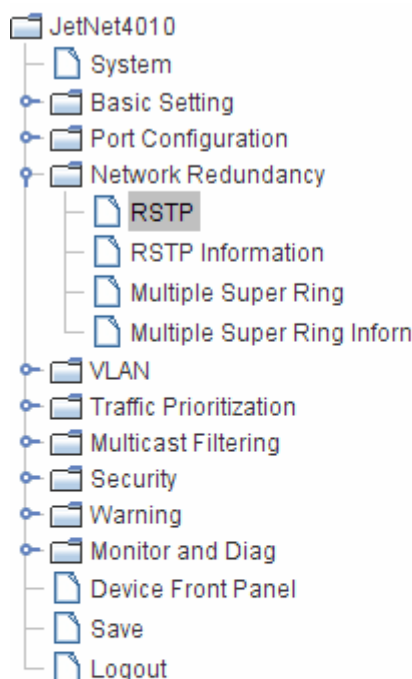 JetNet4010
System
Basic Setting
Port Configuration
Network Redundancy
RSTP
RSTP Information
Multiple Super Ring
Multiple Super Ring Inforn
VLAN
Traffic Prioritization
Multicast Filtering
Security
Warning
Monitor and Diag
Device Front Panel
Save
Logout